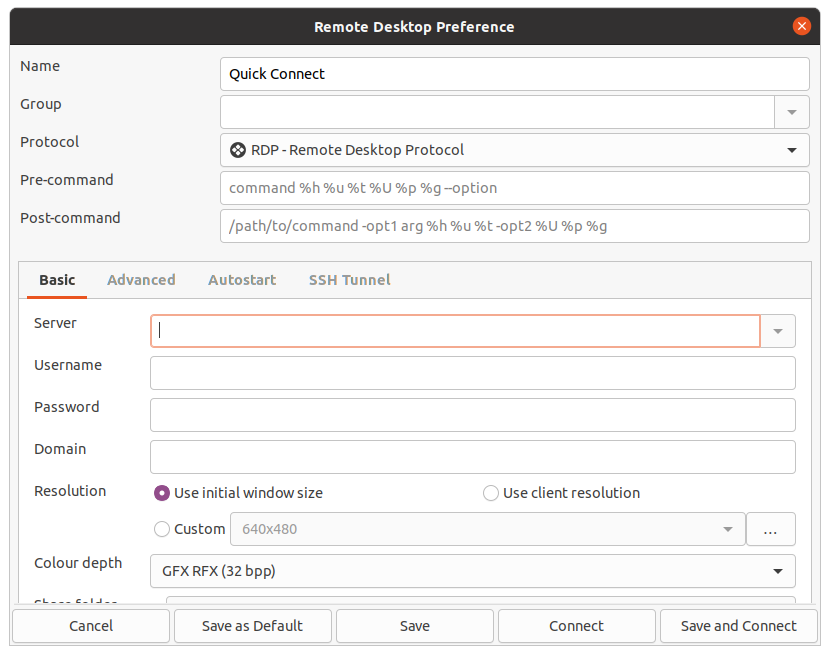 Remote Desktop Preference
Name
Quick Connect
Group
Protocol
RDP - Remote Desktop Protocol
Pre-command
command %h %u %t %U %p %g --option
Post-command
/path/to/command -opt1 arg %h %u %t -opt2 %U %p %g
Basic Advanced Autostart SSH Tunnel
Server
Username
Password
Domain
Resolution
Use initial window size Use client resolution
Custom 640x480 ...
Colour depth
GFX RFX (32 bpp)
Share folder
Cancel Save as Default Save Connect Save and Connect